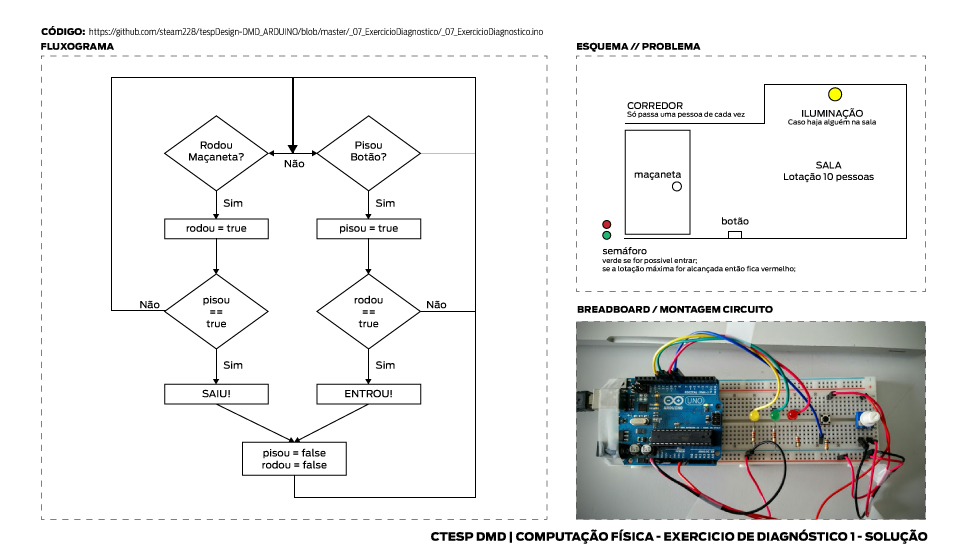 CÓDIGO: https://github.com/steam228/tespDesign-DMD_ARDUINO/blob/master/_07_ExercicioDiagnostico/_07_ExercicioDiagnostico.ino
FLUXOGRAMA
Rodou
Maçaneta?
Não
Pisou
Botão?
Sim
Sim
rodou = true
pisou = true
Não
pisou
==
true
rodou
==
true
Não
Sim
Sim
SAIU!
ENTROU!
pisou = false
rodou = false
ESQUEMA // PROBLEMA
CORREDOR
Só passa uma pessoa de cada vez
ILUMINAÇÃO
Caso haja alguém na sala
SALA
Lotação 10 pessoas
maçaneta
botão
semáforo
verde se for possível entrar;
se a lotação máxima for alcançada então fica vermelho;
BREADBOARD / MONTAGEM CIRCUITO
UNO
ARDUINO
CTESP DMD | COMPUTAÇÃO FÍSICA - EXERCICIO DE DIAGNÓSTICO 1 - SOLUÇÃO